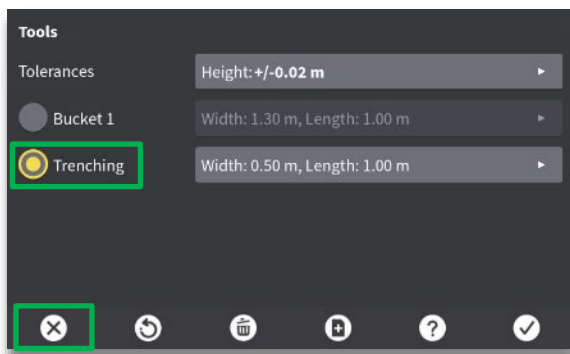 Tools
Tolerances Height: +/-0.02 m
Bucket 1 Width: 1.30 m, Length: 1.00 m
Trenching Width: 0.50 m, Length: 1.00 m
?